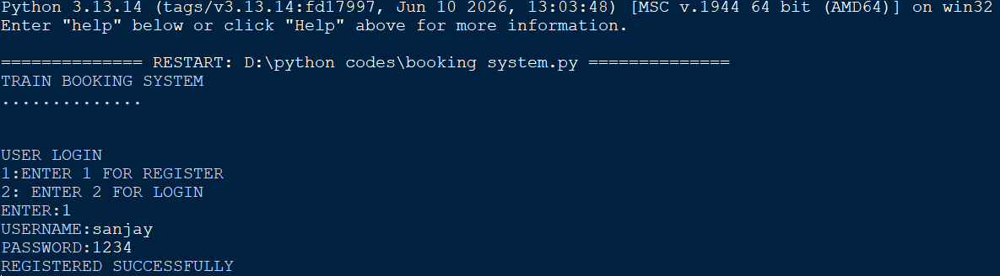 Python 3.13.14 (tags/v3.13.14:fd17997, Jun 10 2026, 13:03:48) [MSC v.1944 64 bit (AMD64)] on win32
Enter "help" below or click "Help" above for more information.
============== RESTART: D:\python codes\booking system.py ==============
TRAIN BOOKING SYSTEM
..............
USER LOGIN
1:ENTER 1 FOR REGISTER
2: ENTER 2 FOR LOGIN
ENTER:1
USERNAME:sanjay
PASSWORD:1234
REGISTERED SUCCESSFULLY